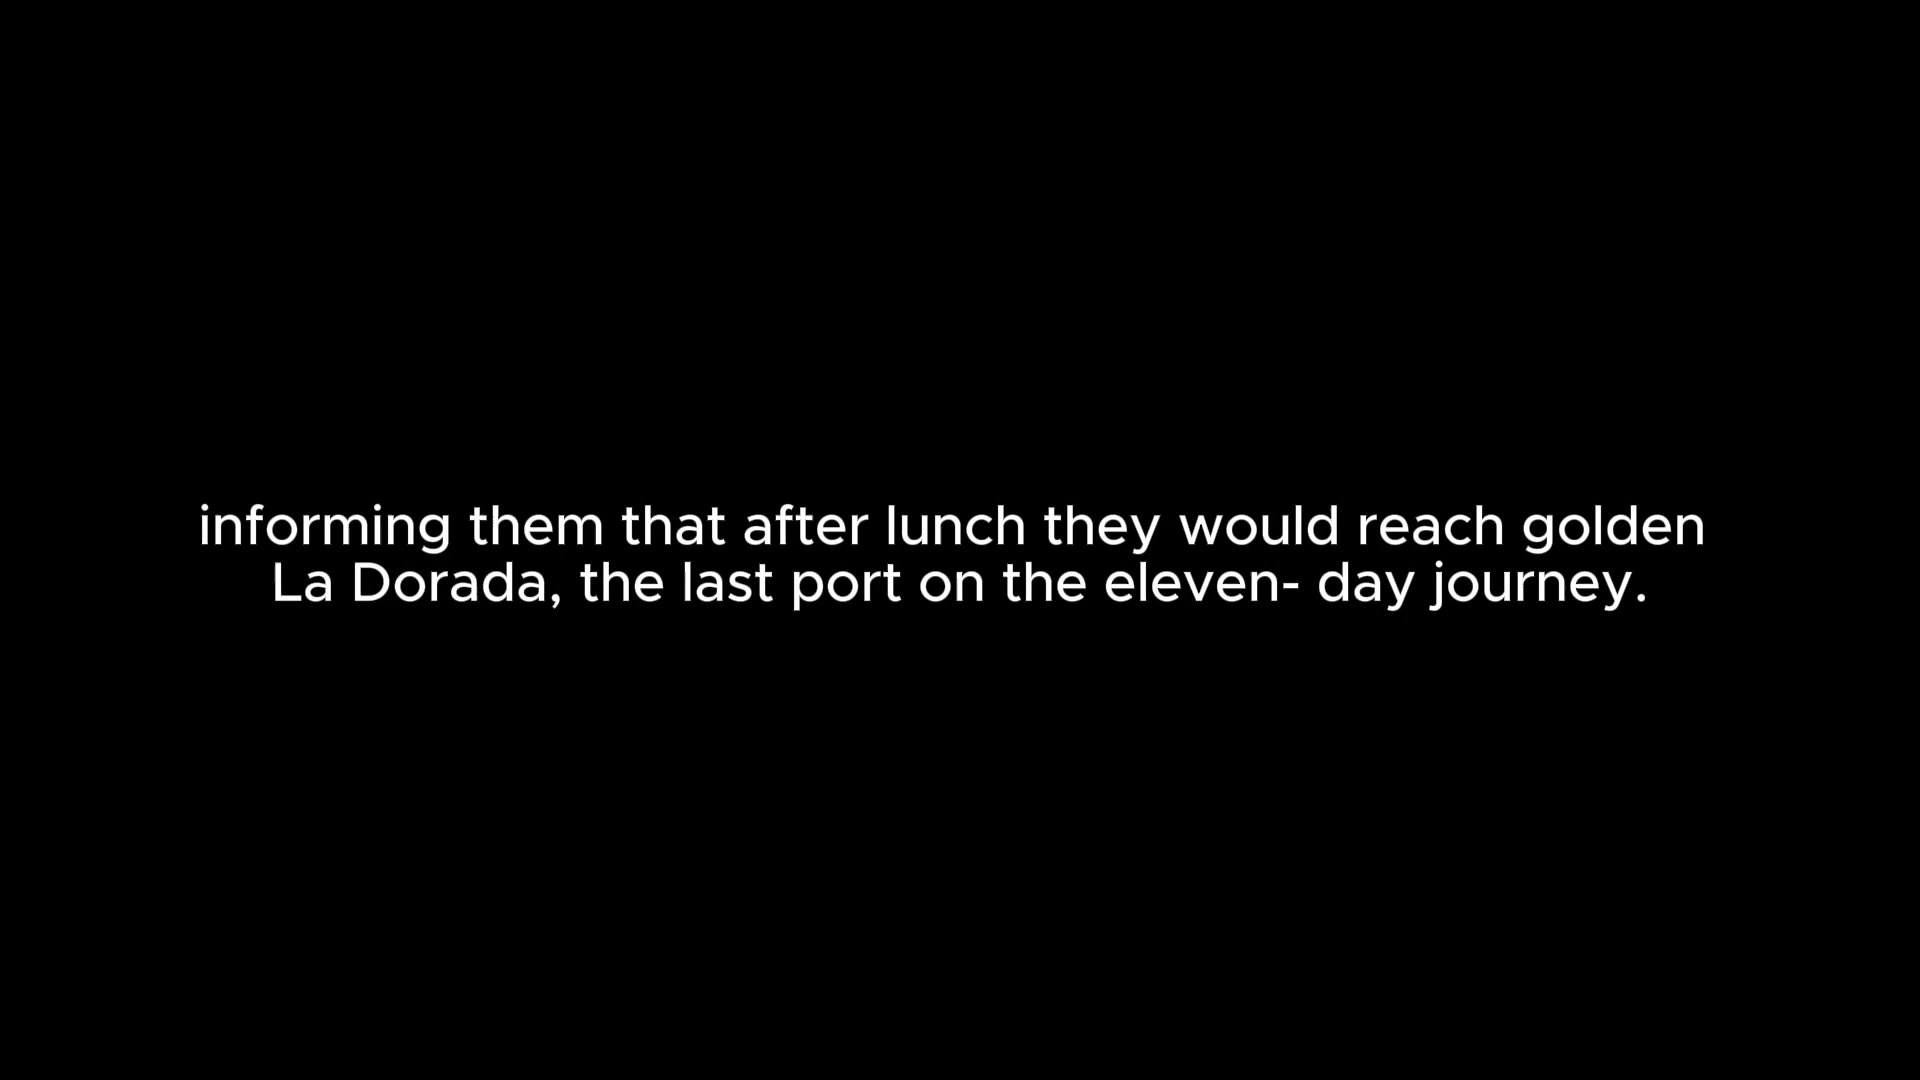 informing them that after lunch they would reach golden
La Dorada, the last port on the eleven- day journey.